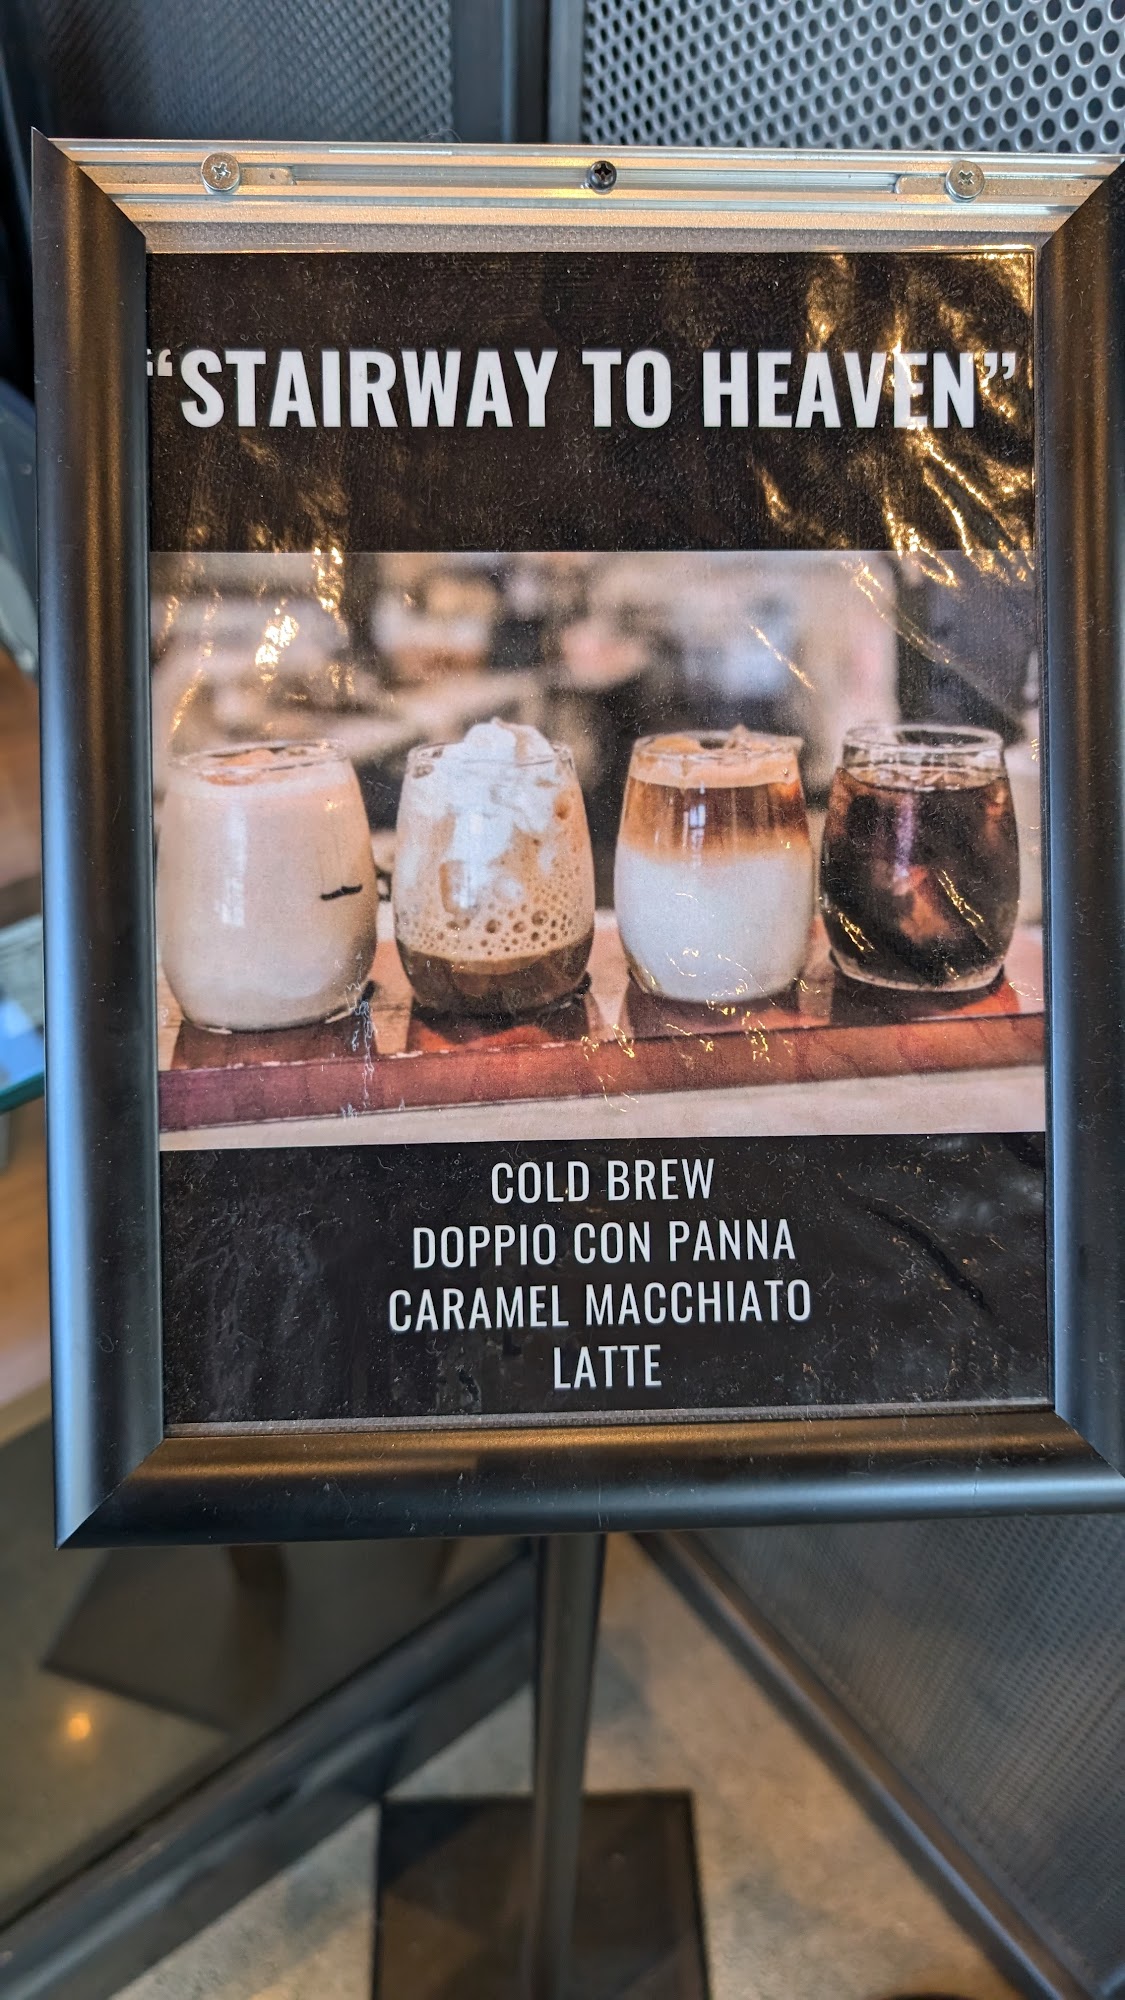 “STAIRWAY TO HEAVEN”
COLD BREW
DOPPIO CON PANNA
CARAMEL MACCHIATO
LATTE